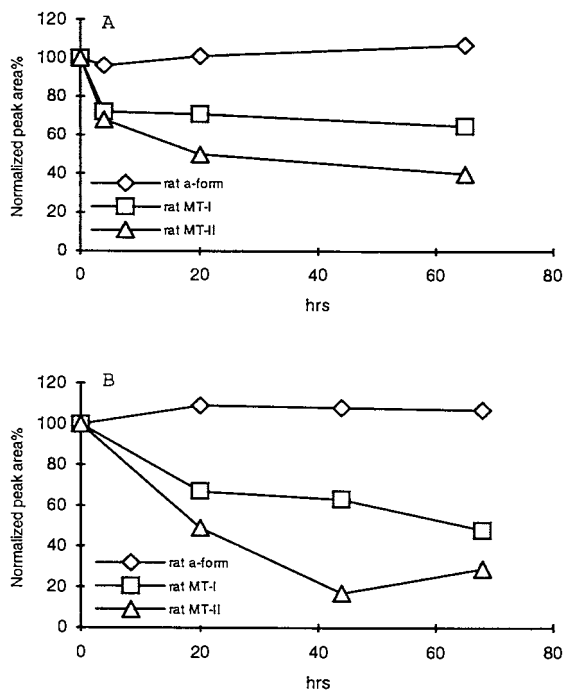 A
Normalized peak area%
120
100
80
60
40
20
0
rat a-form
rat MT-I
rat MT-II
0 20 40 60 80
hrs
B
Normalized peak area%
120
100
80
60
40
20
0
rat a-form
rat MT-I
rat MT-II
0 20 40 60 80
hrs